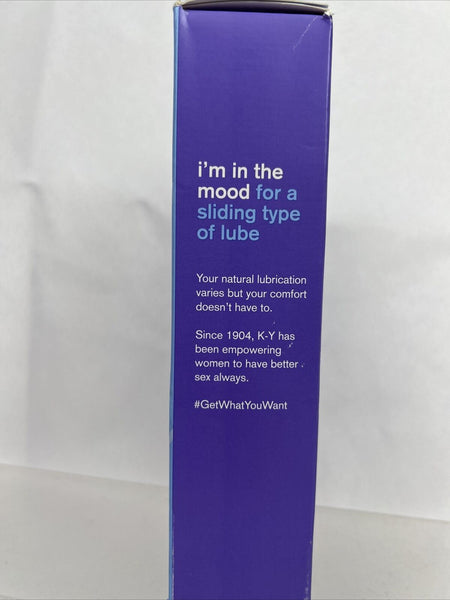 i'm in the
mood for a
sliding type
of lube
Your natural lubrication
varies but your comfort
doesn't have to.
Since 1904, K-Y has
been empowering
women to have better
sex always.
#GetWhatYouWant